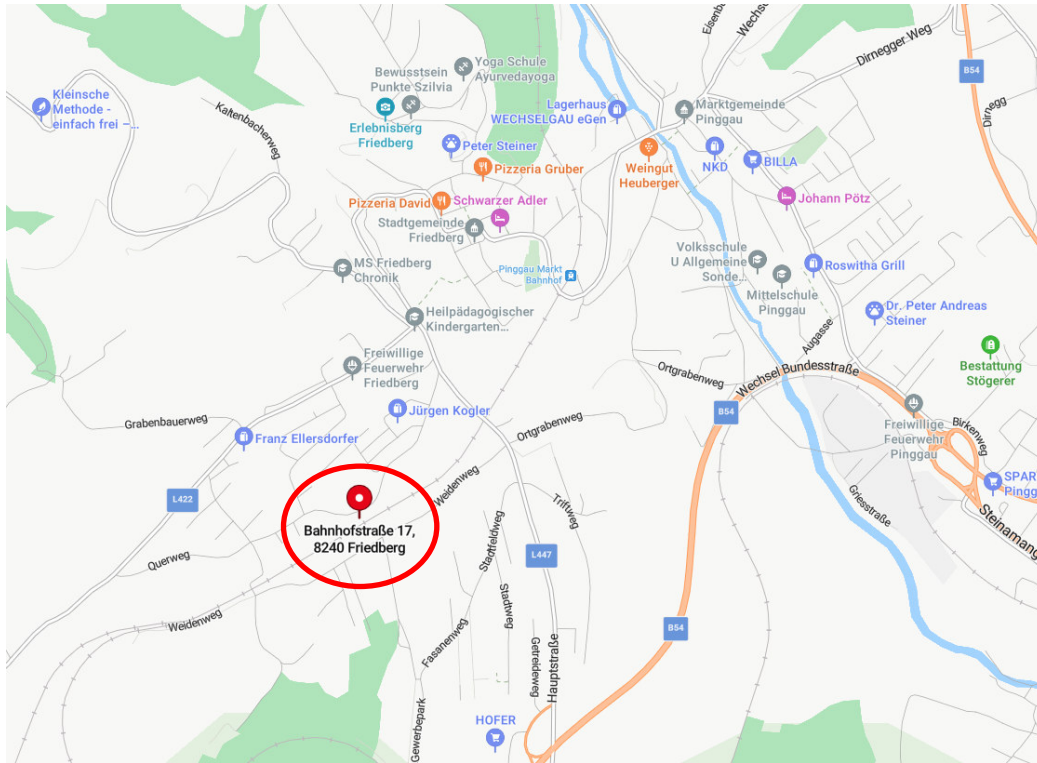 Elsenb
Wechse
Dirnegger Weg
B54
Dirnegg
Yoga Schule
Ayurvedayoga
Bewusstsein
Punkte Szilvia
Kleinsche
Methode -
einfach frei –...
Kaltenbacherweg
Erlebnisberg
Friedberg
Lagerhaus
WECHSELGAU eGen
Marktgemeinde
Pinggau
Peter Steiner
NKD
BILLA
Weingut
Heuberger
Pizzeria Gruber
Pizzeria David
Schwarzer Adler
Johann Pötz
Stadtgemeinde
Friedberg
Volksschule
U Allgemeine
Sonde...
MS Friedberg
Chronik
Pinggau Markt
Bahnhof
Roswitha Grill
Mittelschule
Pinggau
Dr. Peter Andreas
Steiner
Heilpädagogischer
Kindergarten...
Augasse
Freiwillige
Feuerwehr
Friedberg
Ortgrabenweg
Wechsel Bundesstraße
Bestattung
Stögerer
B54
Jürgen Kogler
Grabenbauerweg
Ortgrabenweg
Franz Ellersdorfer
Freiwillige
Feuerwehr
Pinggau
Birkenweg
SPAR
Pingg
Weidenweg
L422
Triftweg
Griesstraße
Steinamang
Bahnhofstraße 17,
8240 Friedberg
Querweg
Stadtfeldweg
L447
Stadtweg
Weidenweg
Fasanenweg
B54
Getreideweg
Hauptstraße
Gewerbepark
HOFER